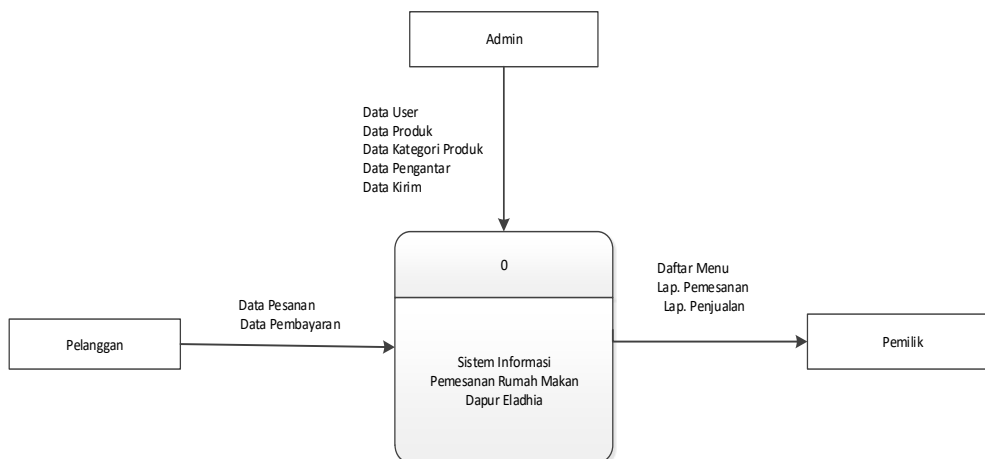 Admin
Data User
Data Produk
Data Kategori Produk
Data Pengantar
Data Kirim
0
Daftar Menu
Lap. Pemesanan
Lap. Penjualan
Data Pesanan
Data Pembayaran
Pelanggan
Sistem Informasi
Pemesanan Rumah Makan
Dapur Eladhia
Pemilik